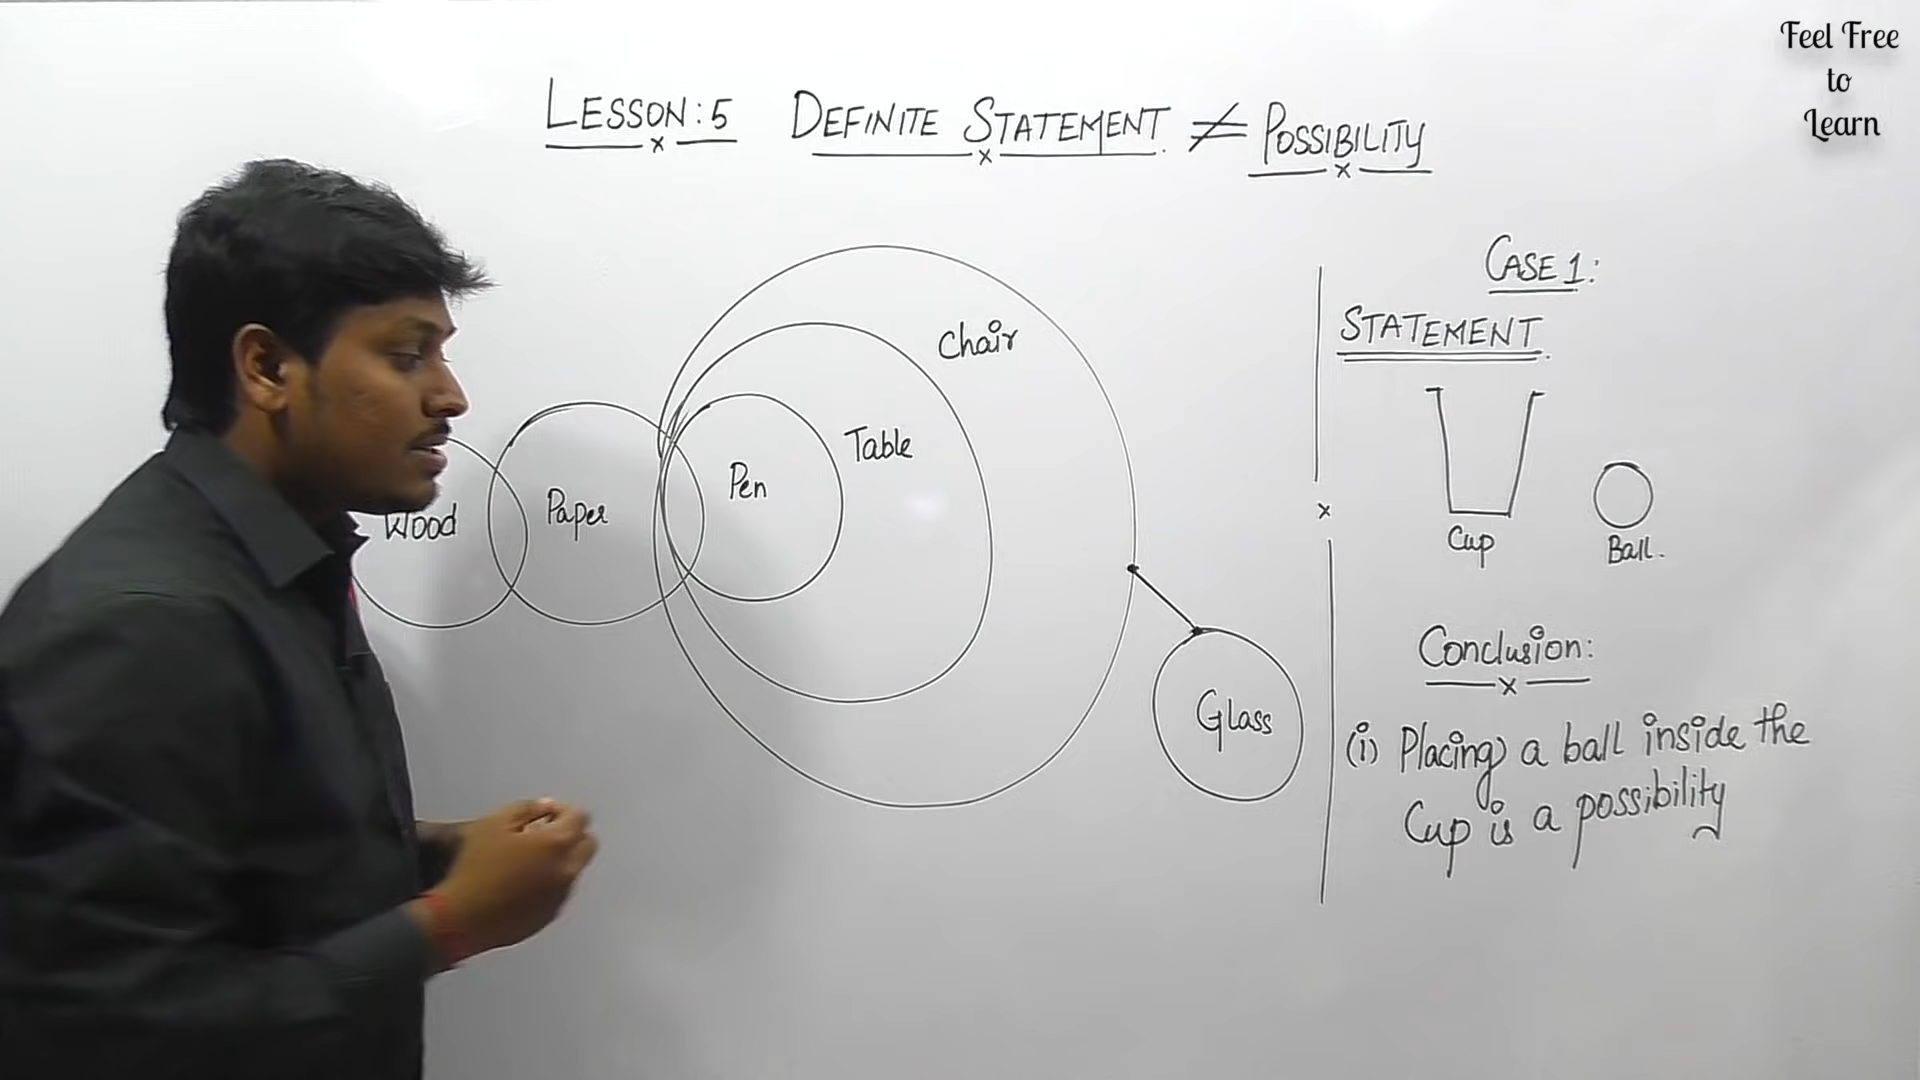 Feel Free
to
Learn
LESSON: 5 DEFINITE STATEMENT ≠ POSSIBILITY
CASE 1:
STATEMENT
Chair
Table
Pen
Paper
Wood
Cup
Ball.
Glass
Conclusion:
(i) Placing a ball inside the
Cup is a possibility